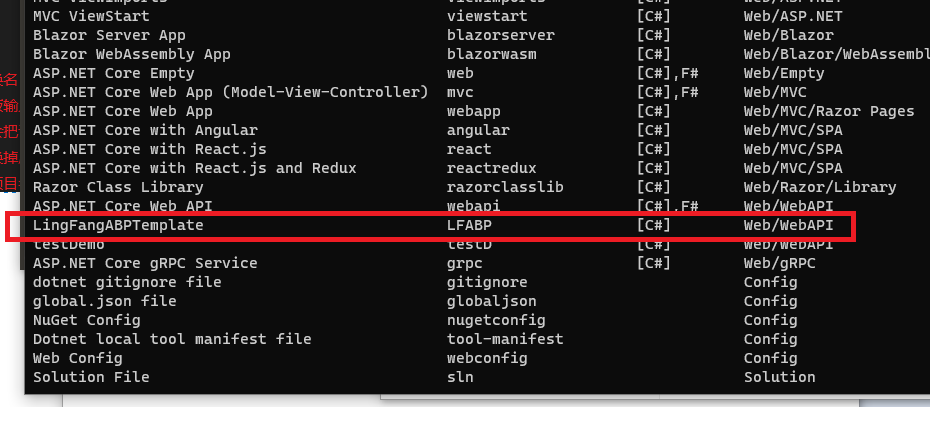 MVC ViewStart viewstart [C#] Web/ASP.NET
Blazor Server App blazorserver [C#] Web/Blazor
Blazor WebAssembly App blazorwasm [C#] Web/Blazor/WebAssembl
ASP.NET Core Empty web [C#],F# Web/Empty
ASP.NET Core Web App (Model-View-Controller) mvc [C#],F# Web/MVC
ASP.NET Core Web App webapp [C#] Web/MVC/Razor Pages
ASP.NET Core with Angular angular [C#] Web/MVC/SPA
ASP.NET Core with React.js react [C#] Web/MVC/SPA
ASP.NET Core with React.js and Redux reactredux [C#] Web/MVC/SPA
Razor Class Library razorclasslib [C#] Web/Razor/Library
ASP.NET Core Web API webapi [C#],F# Web/WebAPI
LingFangABPTemplate LFABP [C#] Web/WebAPI
testDemo testD [C#] Web/WebAPI
ASP.NET Core gRPC Service grpc [C#] Web/gRPC
dotnet gitignore file gitignore Config
global.json file globaljson Config
NuGet Config nugetconfig Config
Dotnet local tool manifest file tool-manifest Config
Web Config webconfig Config
Solution File sln Solution